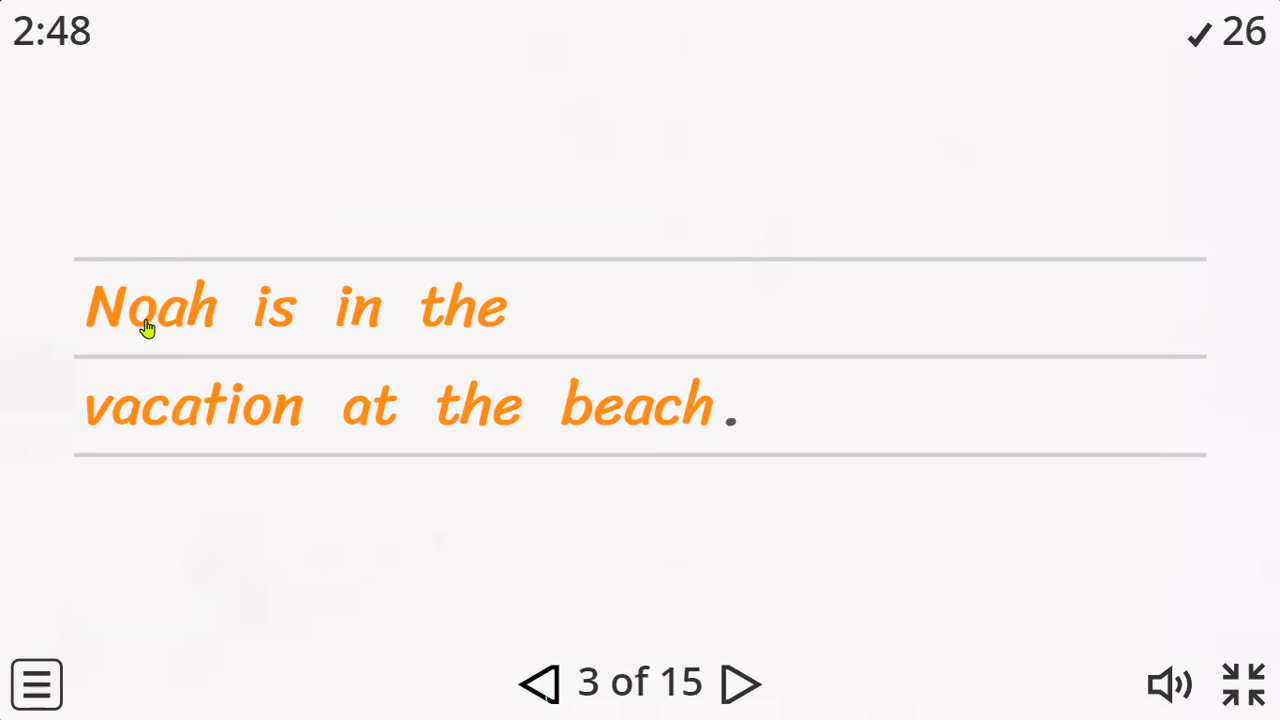 2:48
✓ 26
Noah is in the
vacation at the beach.
3 of 15